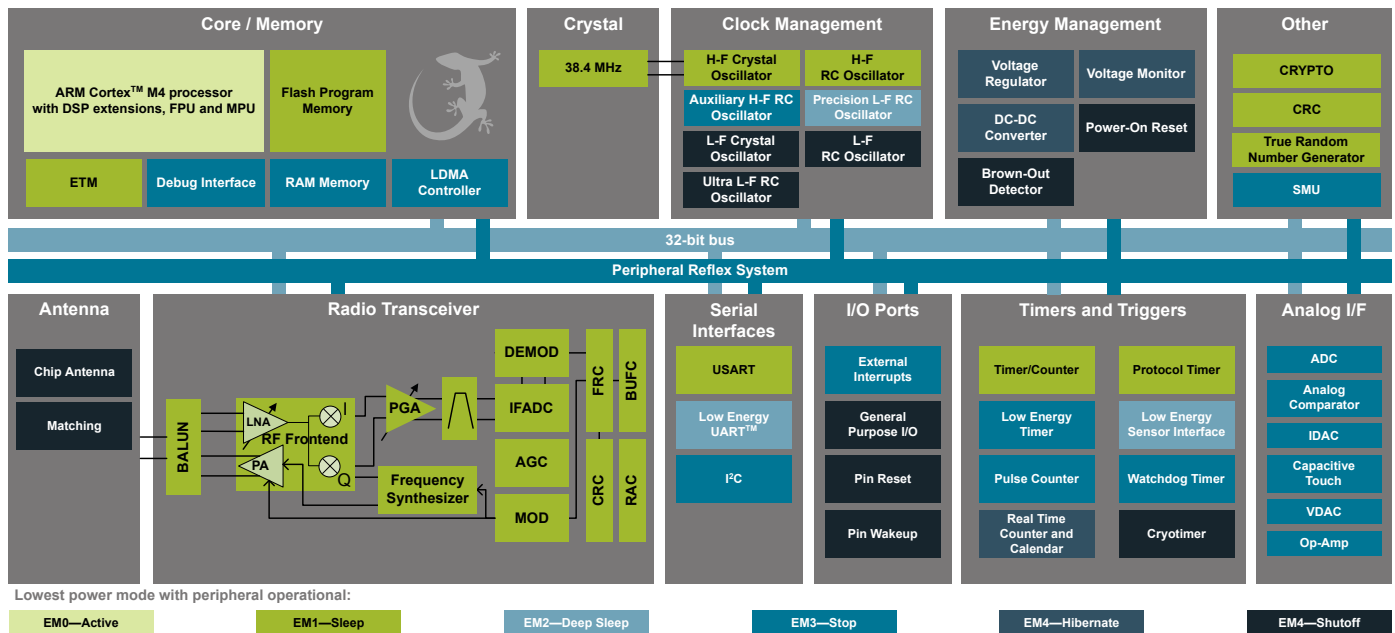 Core / Memory
ARM Cortex™ M4 processor
with DSP extensions, FPU and MPU
Flash Program
Memory
ETM
Debug Interface
RAM Memory
LDMA
Controller
Crystal
38.4 MHz
Clock Management
H-F Crystal
Oscillator
H-F
RC Oscillator
Auxiliary H-F RC
Oscillator
Precision L-F RC
Oscillator
L-F Crystal
Oscillator
L-F
RC Oscillator
Ultra L-F RC
Oscillator
Energy Management
Voltage
Regulator
Voltage Monitor
DC-DC
Converter
Power-On Reset
Brown-Out
Detector
Other
CRYPTO
CRC
True Random
Number Generator
SMU
32-bit bus
Peripheral Reflex System
Antenna
Chip Antenna
Matching
Radio Transceiver
BALUN
LNA
RF Frontend
PA
I
Q
PGA
Frequency
Synthesizer
DEMOD
IFADC
AGC
MOD
FRC
BUFC
CRC
RAC
Serial
Interfaces
USART
Low Energy
UART™
I²C
I/O Ports
External
Interrupts
General
Purpose I/O
Pin Reset
Pin Wakeup
Timers and Triggers
Timer/Counter
Protocol Timer
Low Energy
Timer
Low Energy
Sensor Interface
Pulse Counter
Watchdog Timer
Real Time
Counter and
Calendar
Cryotimer
Analog I/F
ADC
Analog
Comparator
IDAC
Capacitive
Touch
VDAC
Op-Amp
Lowest power mode with peripheral operational:
EM0—Active
EM1—Sleep
EM2—Deep Sleep
EM3—Stop
EM4—Hibernate
EM4—Shutoff